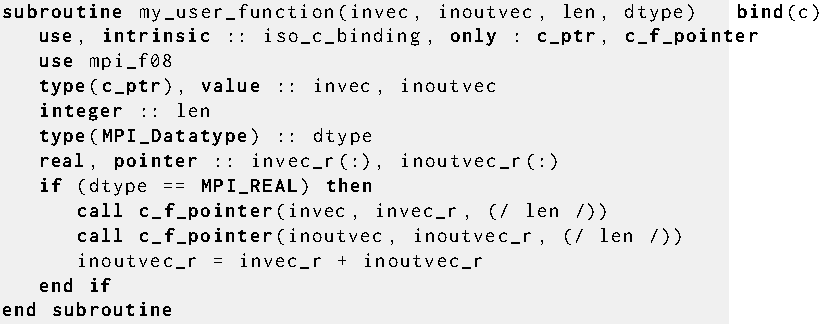 subroutine my_user_function(invec, inoutvec, len, dtype)   bind(c)
   use, intrinsic :: iso_c_binding, only : c_ptr, c_f_pointer
   use mpi_f08
   type(c_ptr), value :: invec, inoutvec
   integer :: len
   type(MPI_Datatype) :: dtype
   real, pointer :: invec_r(:), inoutvec_r(:)
   if (dtype == MPI_REAL) then
      call c_f_pointer(invec, invec_r, (/ len /))
      call c_f_pointer(inoutvec, inoutvec_r, (/ len /))
      inoutvec_r = invec_r + inoutvec_r
   end if
end subroutine